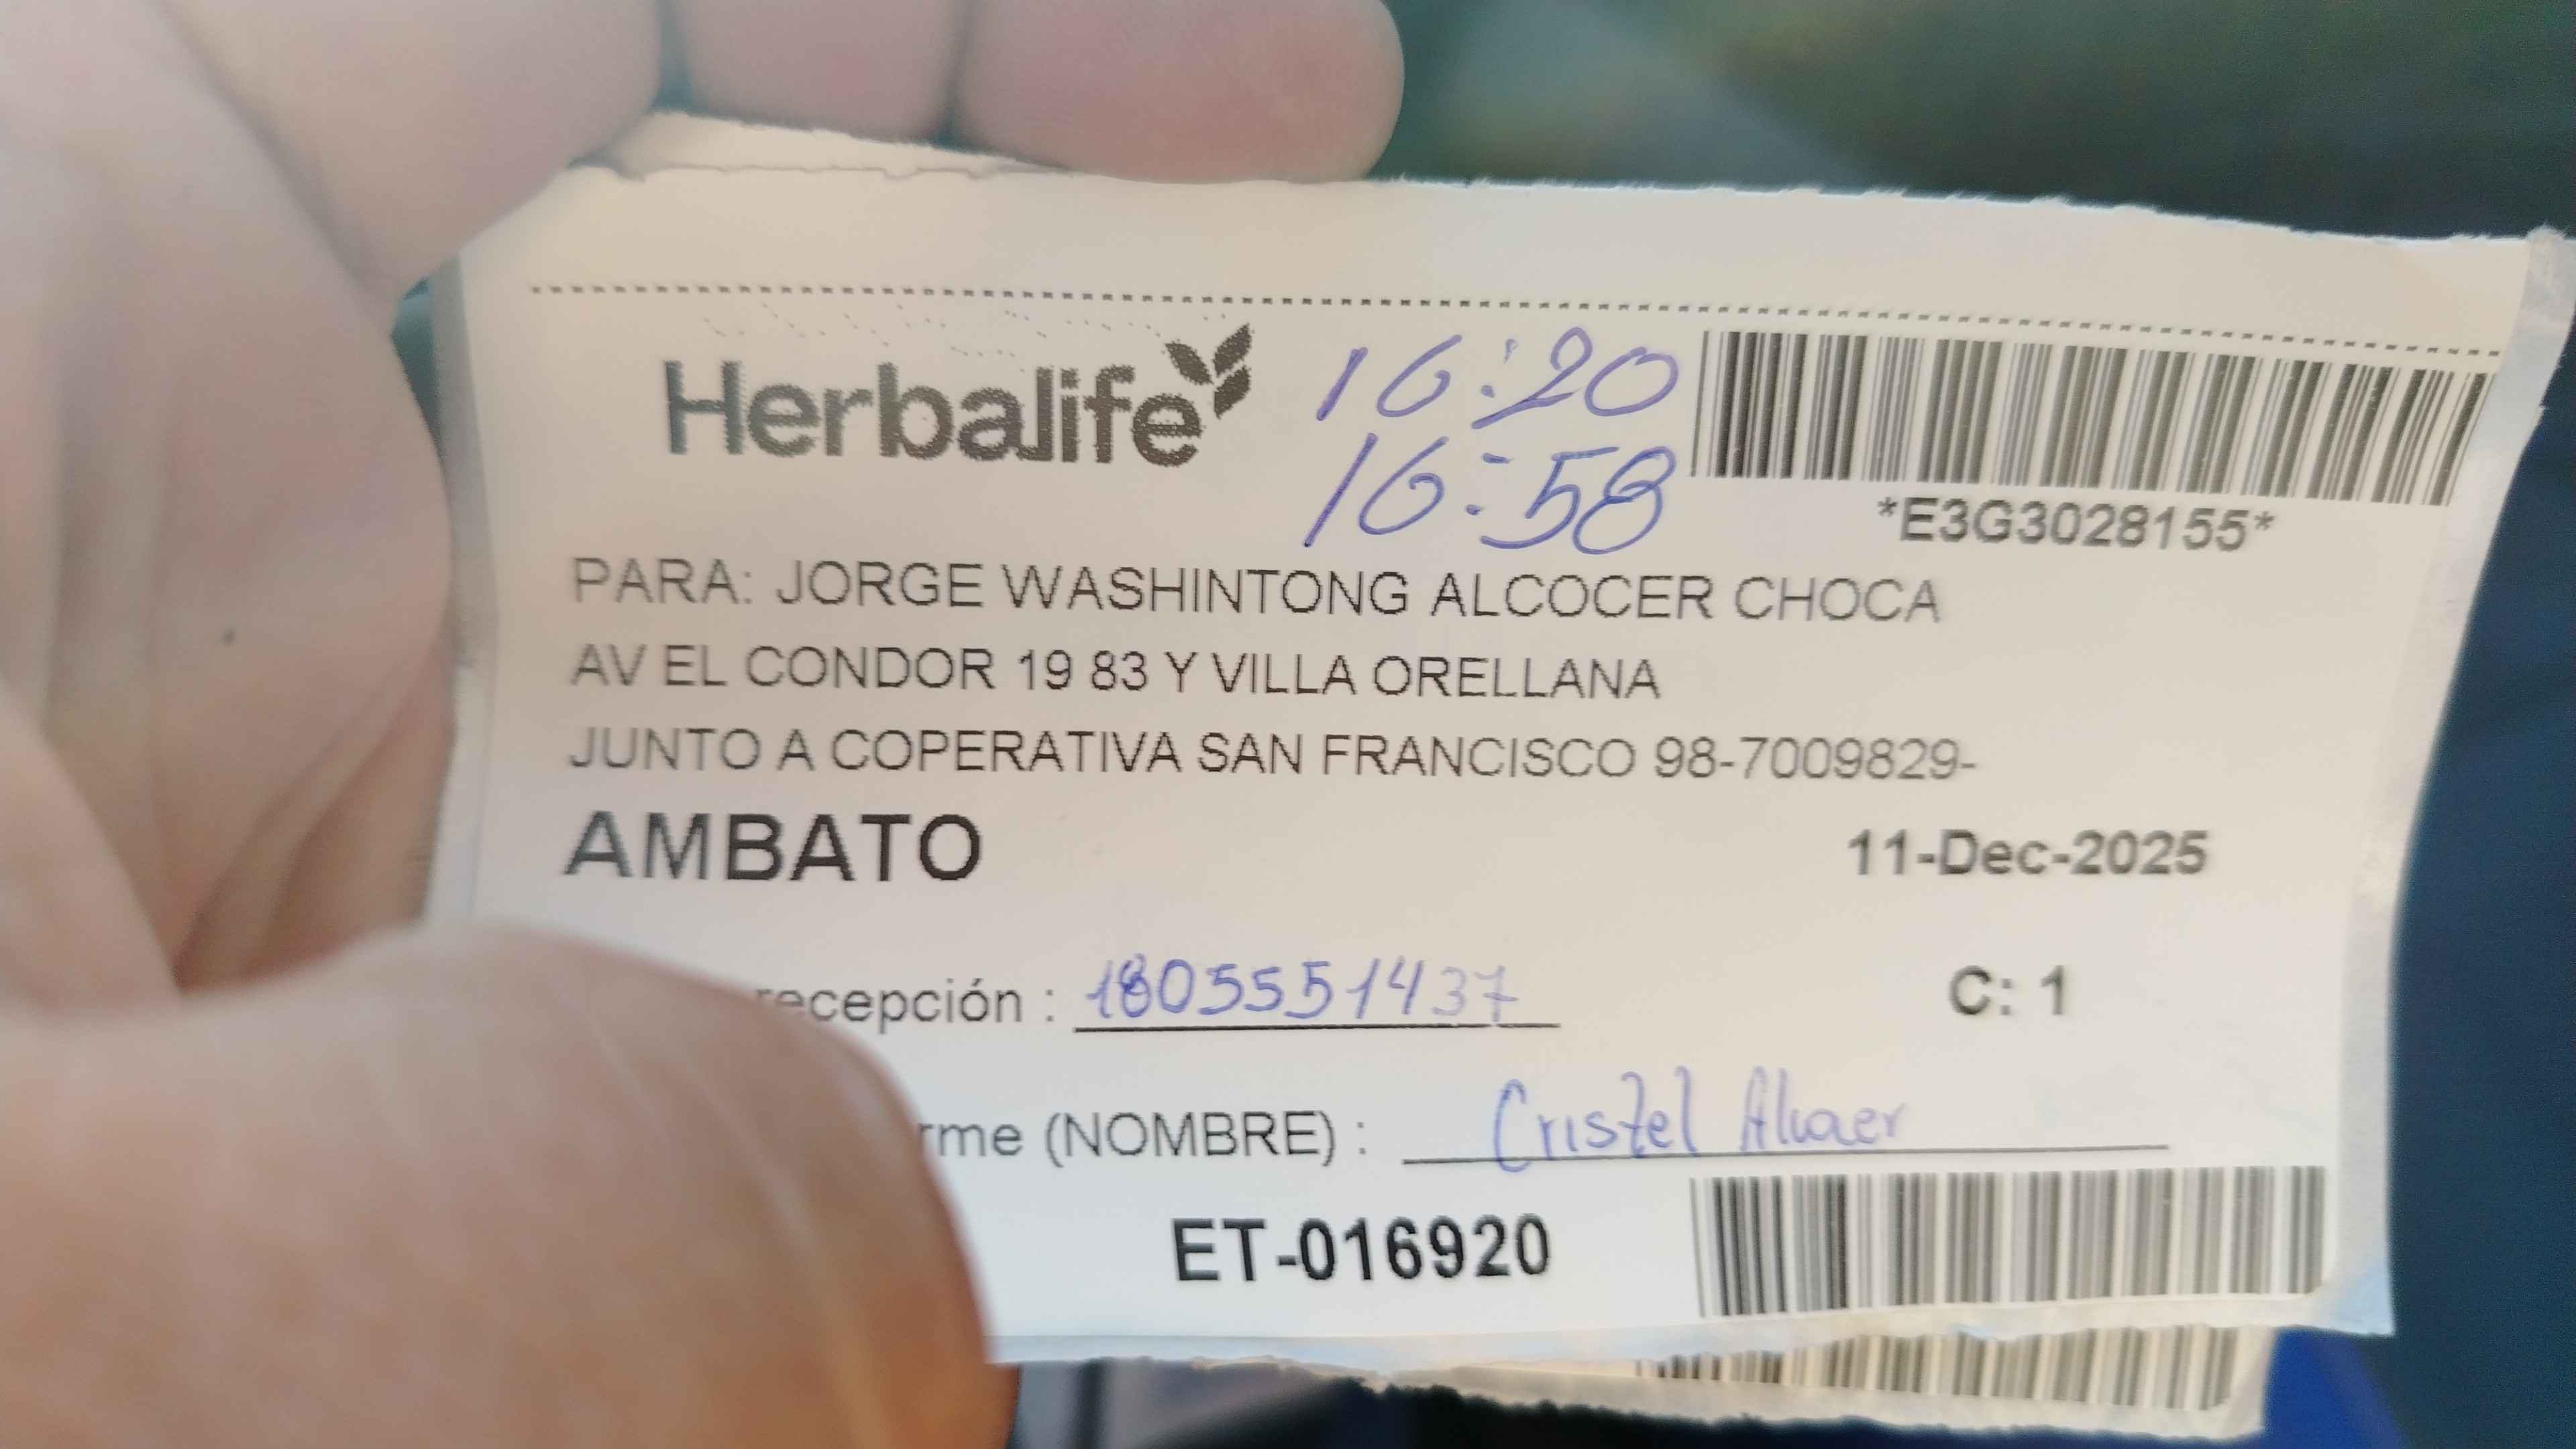 Herbalife
16:20
16:58
*E3G3028155*
PARA: JORGE WASHINTONG ALCOCER CHOCA
AV EL CONDOR 19 83 Y VILLA ORELLANA
JUNTO A COPERATIVA SAN FRANCISCO 98-7009829-
AMBATO 11-Dec-2025
recepción : 1805551437 C: 1
rme (NOMBRE) : Cristel Alcocer
ET-016920